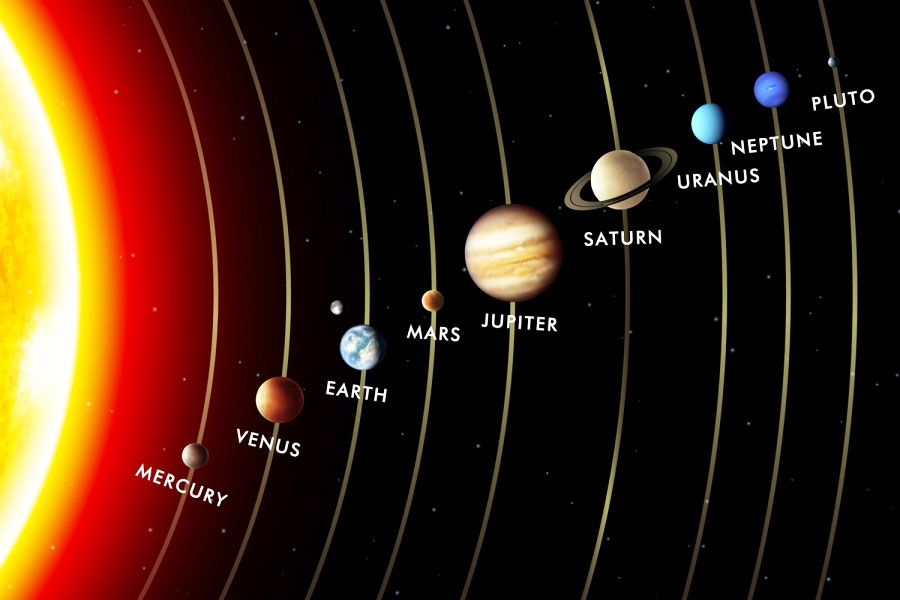 MERCURY
VENUS
EARTH
MARS
JUPITER
SATURN
URANUS
NEPTUNE
PLUTO